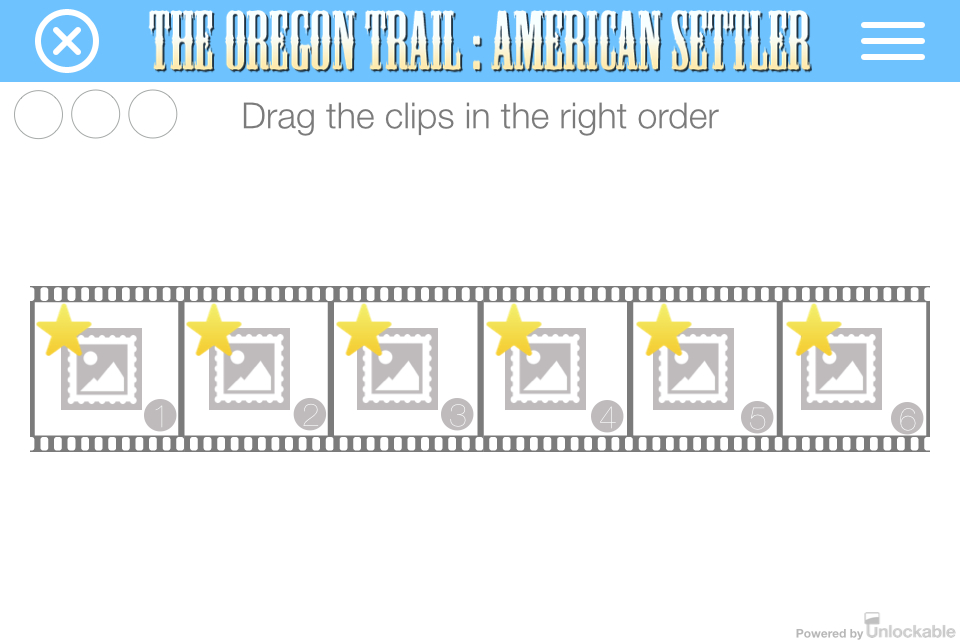 THE OREGON TRAIL : AMERICAN SETTLER
Drag the clips in the right order
1
2
3
4
5
6
Powered by Unlockable